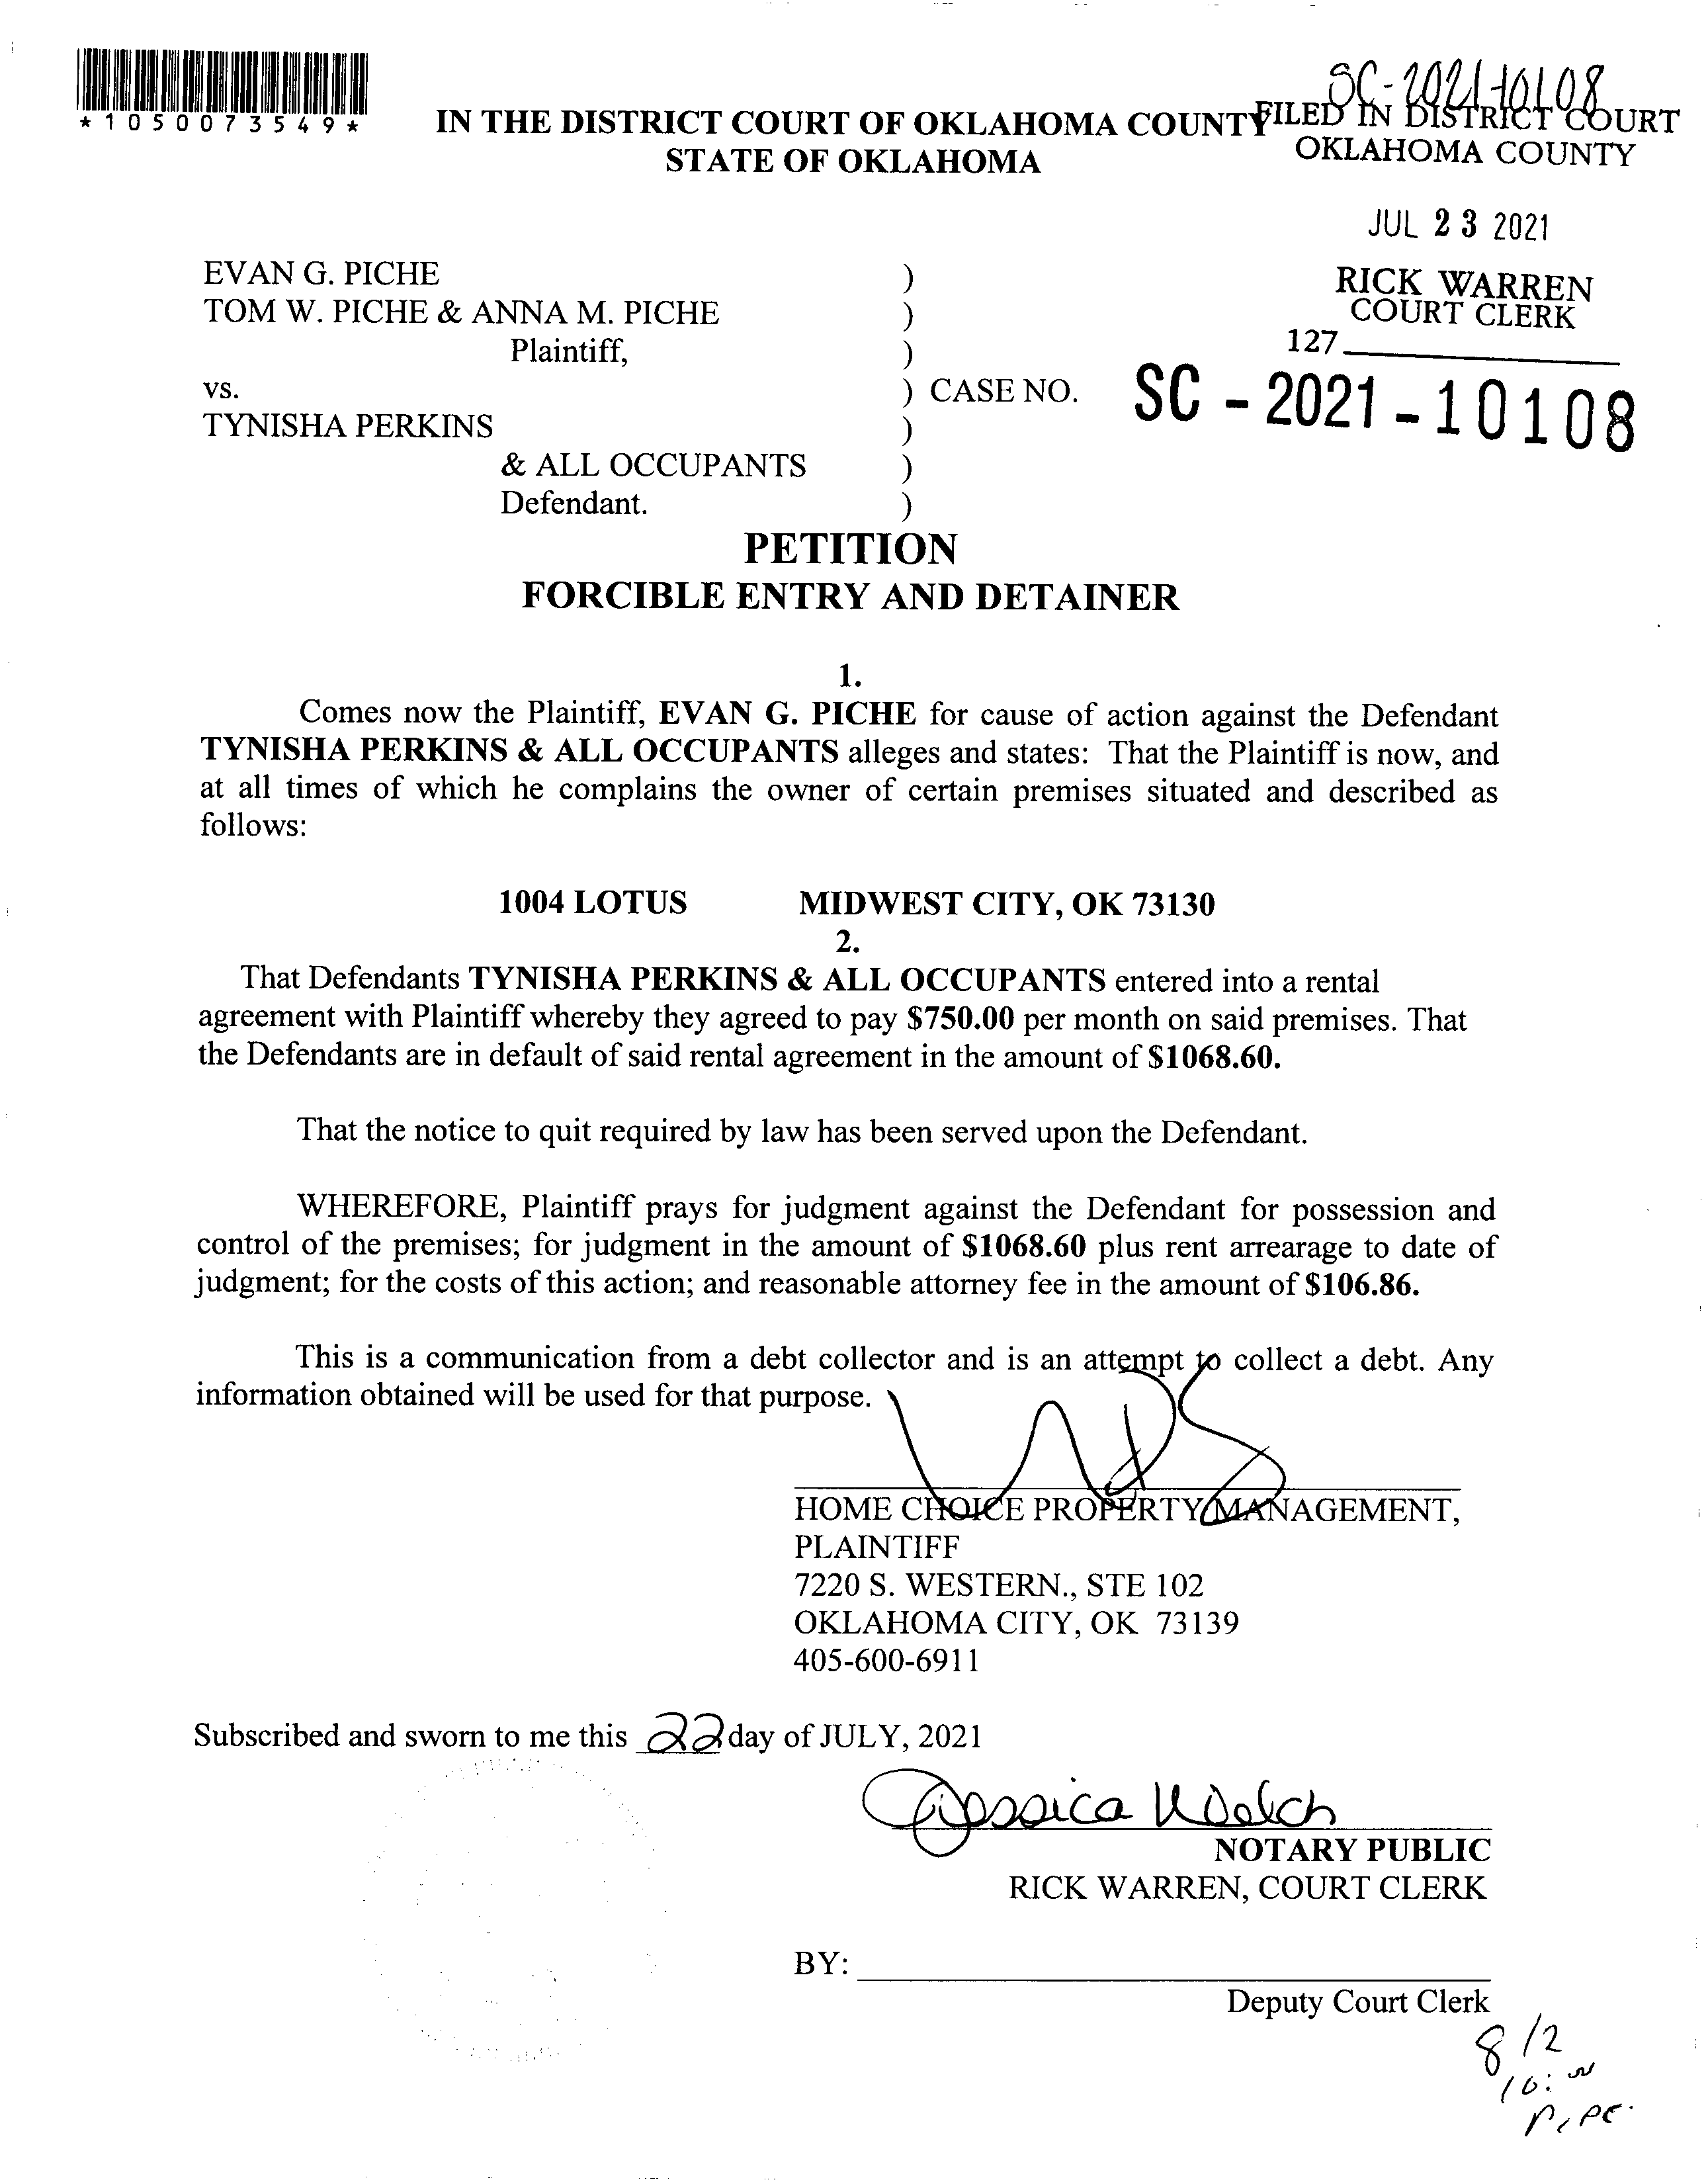 SC-2021-10108
*1050073549*
IN THE DISTRICT COURT OF OKLAHOMA COUNTY
STATE OF OKLAHOMA
FILED IN DISTRICT COURT
OKLAHOMA COUNTY
JUL 23 2021
RICK WARREN
COURT CLERK
127
EVAN G. PICHE )
TOM W. PICHE & ANNA M. PICHE )
Plaintiff, )
vs. ) CASE NO. SC - 2021 - 10108
TYNISHA PERKINS )
& ALL OCCUPANTS )
Defendant. )
PETITION
FORCIBLE ENTRY AND DETAINER
1.
Comes now the Plaintiff, EVAN G. PICHE for cause of action against the Defendant
TYNISHA PERKINS & ALL OCCUPANTS alleges and states: That the Plaintiff is now, and
at all times of which he complains the owner of certain premises situated and described as
follows:
1004 LOTUS MIDWEST CITY, OK 73130
2.
That Defendants TYNISHA PERKINS & ALL OCCUPANTS entered into a rental
agreement with Plaintiff whereby they agreed to pay $750.00 per month on said premises. That
the Defendants are in default of said rental agreement in the amount of $1068.60.
That the notice to quit required by law has been served upon the Defendant.
WHEREFORE, Plaintiff prays for judgment against the Defendant for possession and
control of the premises; for judgment in the amount of $1068.60 plus rent arrearage to date of
judgment; for the costs of this action; and reasonable attorney fee in the amount of $106.86.
This is a communication from a debt collector and is an attempt to collect a debt. Any
information obtained will be used for that purpose.
HOME CHOICE PROPERTY MANAGEMENT,
PLAINTIFF
7220 S. WESTERN., STE 102
OKLAHOMA CITY, OK 73139
405-600-6911
Subscribed and sworn to me this 22 day of JULY, 2021
Jessica Welch
NOTARY PUBLIC
RICK WARREN, COURT CLERK
BY:
Deputy Court Clerk
8/2